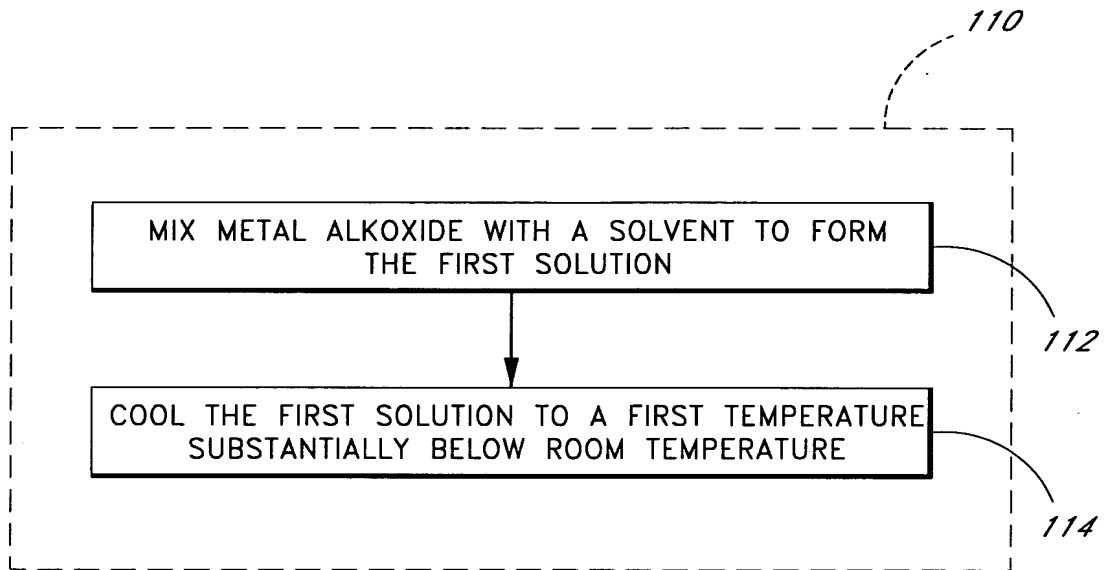 110
MIX METAL ALKOXIDE WITH A SOLVENT TO FORM
THE FIRST SOLUTION
112
COOL THE FIRST SOLUTION TO A FIRST TEMPERATURE
SUBSTANTIALLY BELOW ROOM TEMPERATURE
114